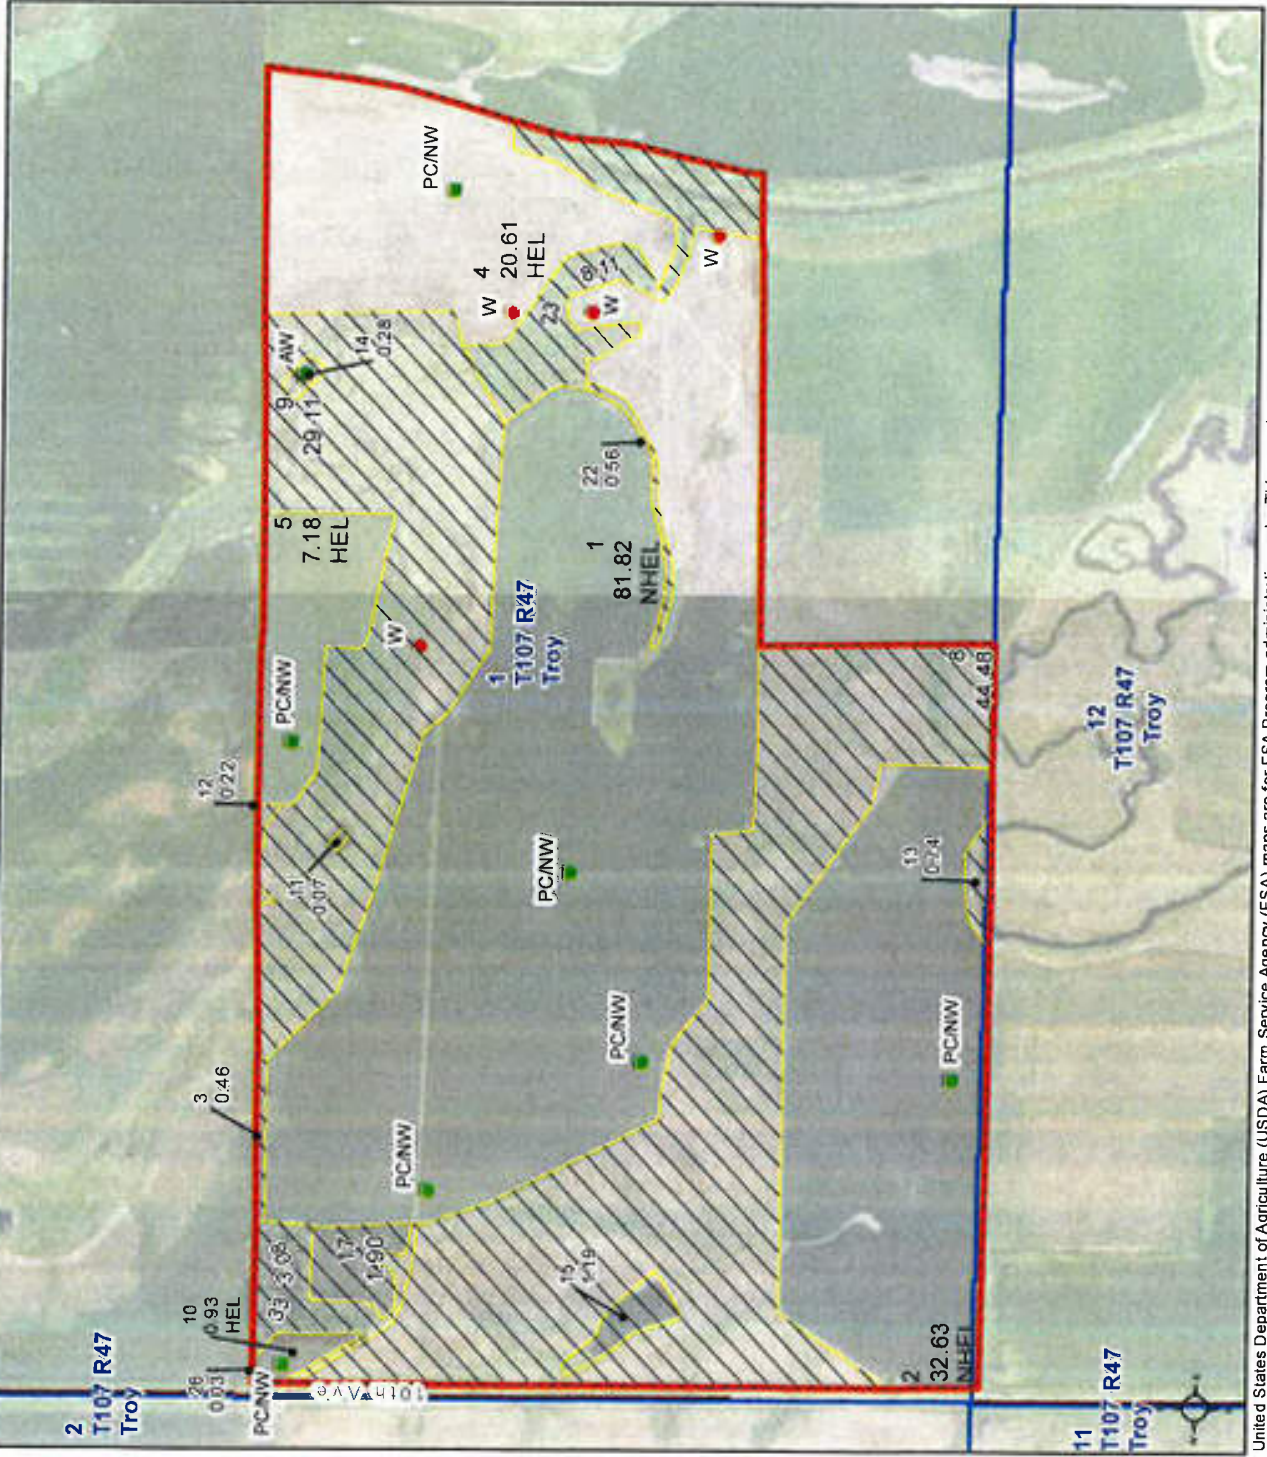 2
T107 R47
Troy
26
0.03
PC/NW
10
0.93
HEL
33 3.08
17
1.90
10th Ave
3
0.46
12
0.22
11
0.07
PC/NW
5
7.18
HEL
9
29.11
AW
14
0.28
PC/NW
W
4
20.61
HEL
W
23
8.11
W
W
1
T107 R47
Troy
22
0.56
1
81.82
NHEL
PC/NW
PC/NW
PC/NW
15
1.19
8
44.48
13
0.24
PC/NW
2
32.63
NHEL
12
T107 R47
Troy
11
T107 R47
Troy
United States Department of Agriculture (USDA) Farm Service Agency (FSA) maps are for FSA Program administration